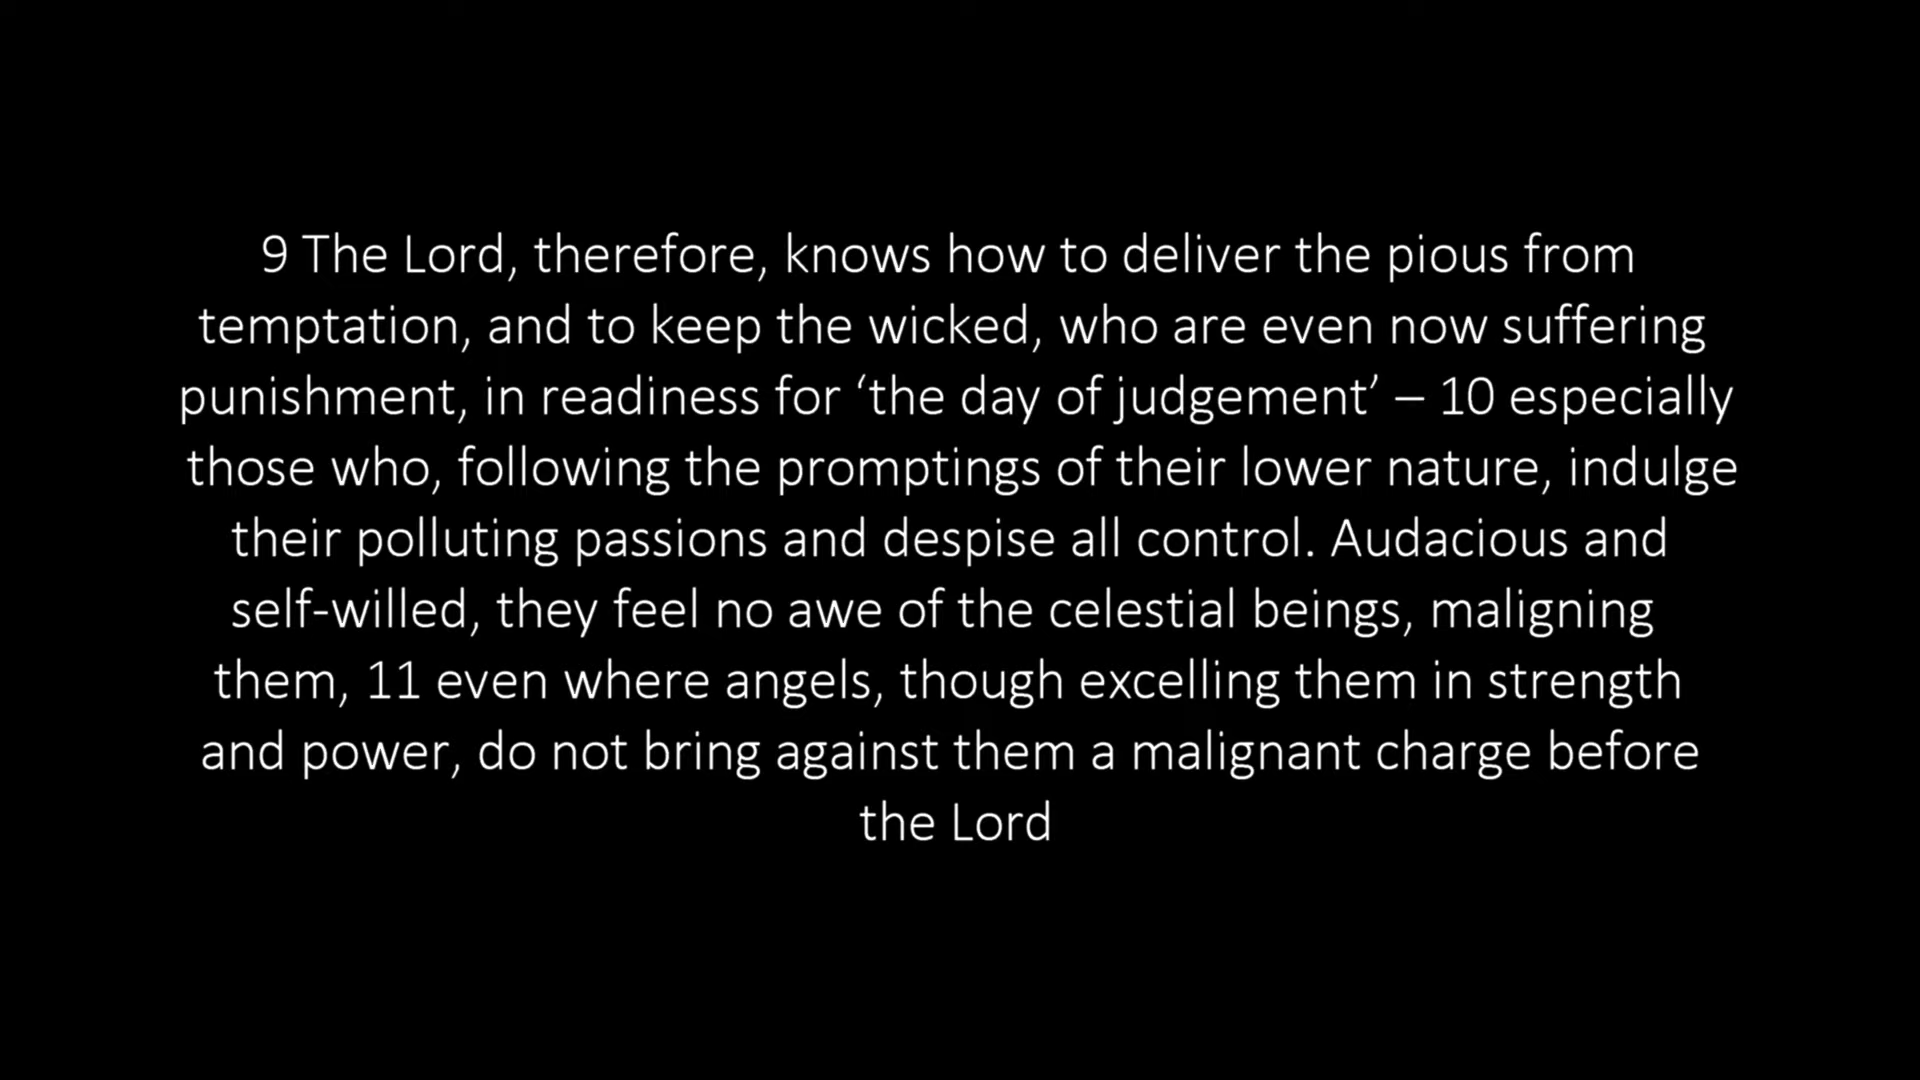 9 The Lord, therefore, knows how to deliver the pious from
temptation, and to keep the wicked, who are even now suffering
punishment, in readiness for ‘the day of judgement’ – 10 especially
those who, following the promptings of their lower nature, indulge
their polluting passions and despise all control. Audacious and
self-willed, they feel no awe of the celestial beings, maligning
them, 11 even where angels, though excelling them in strength
and power, do not bring against them a malignant charge before
the Lord